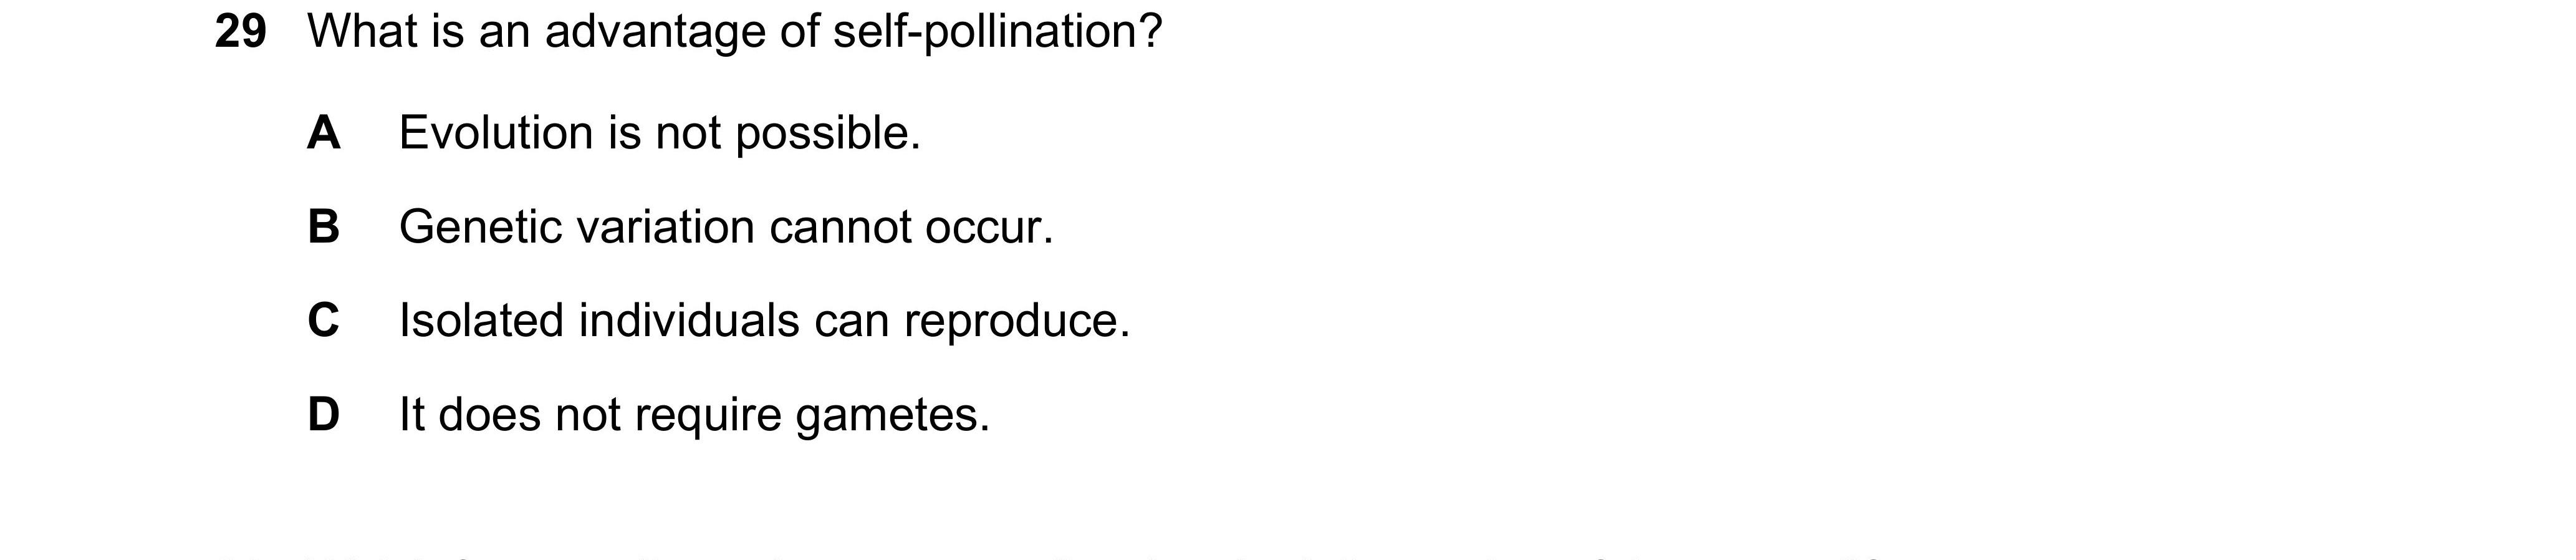 29 What is an advantage of self-pollination?
A Evolution is not possible.
B Genetic variation cannot occur.
C Isolated individuals can reproduce.
D It does not require gametes.